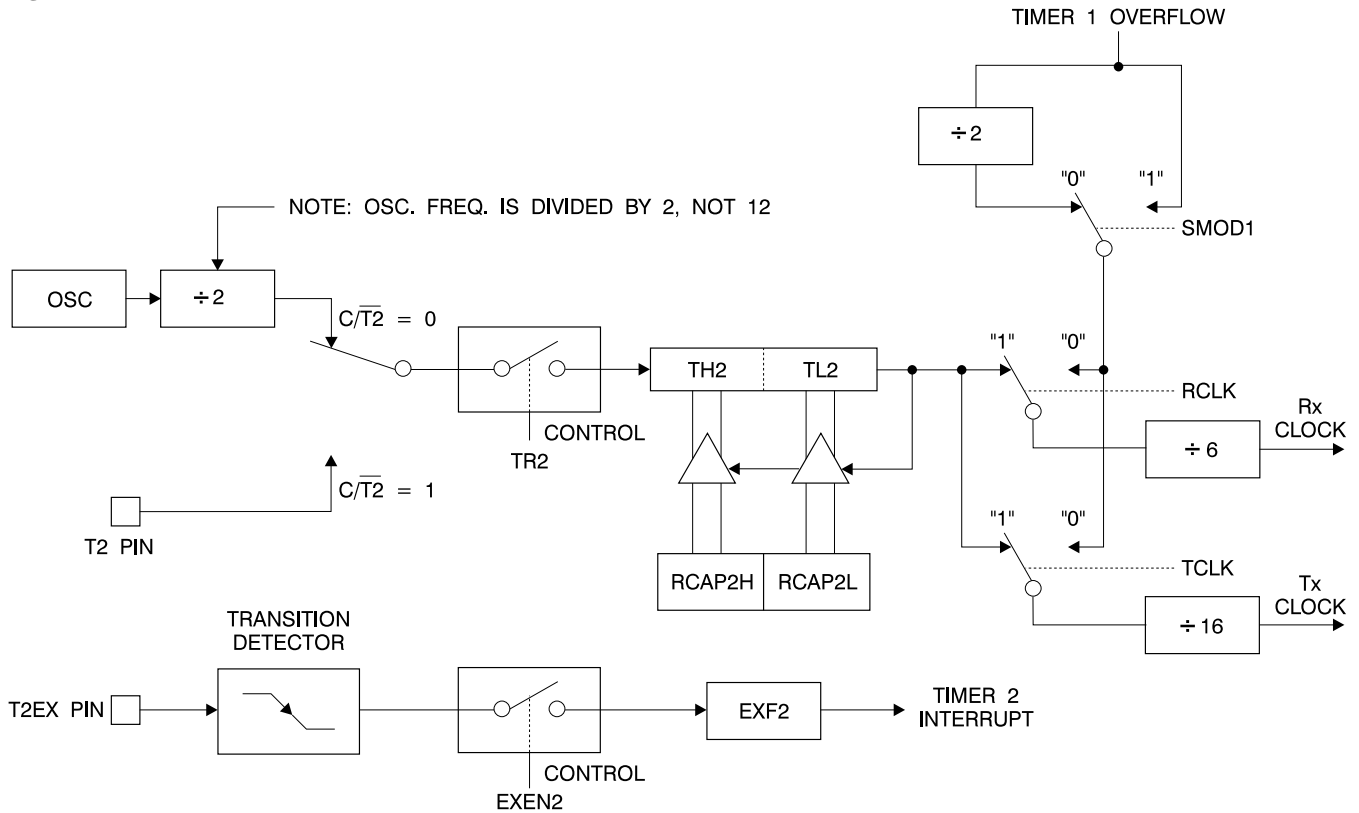 TIMER 1 OVERFLOW
÷2
"0"
"1"
NOTE: OSC. FREQ. IS DIVIDED BY 2, NOT 12
SMOD1
OSC
÷2
C/T̅2̅ = 0
TH2
TL2
"1"
"0"
RCLK
CONTROL
TR2
Rx
CLOCK
÷ 6
C/T̅2̅ = 1
T2 PIN
"1"
"0"
RCAP2H
RCAP2L
TCLK
Tx
CLOCK
÷ 16
TRANSITION
DETECTOR
T2EX PIN
EXF2
TIMER 2
INTERRUPT
CONTROL
EXEN2